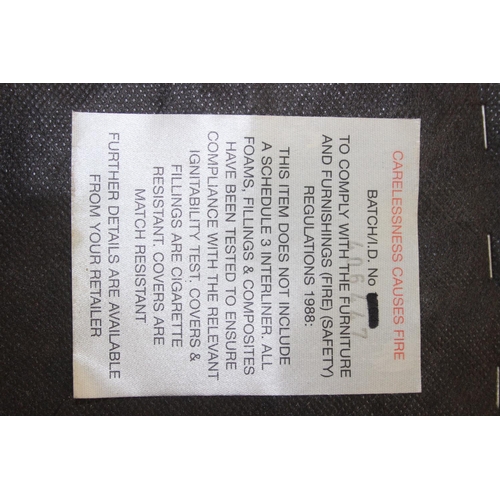 CARELESSNESS CAUSES FIRE
BATCH/I.D. No
406447
TO COMPLY WITH THE FURNITURE
AND FURNISHINGS (FIRE) (SAFETY)
REGULATIONS 1988:
THIS ITEM DOES NOT INCLUDE
A SCHEDULE 3 INTERLINER. ALL
FOAMS, FILLINGS & COMPOSITES
HAVE BEEN TESTED TO ENSURE
COMPLIANCE WITH THE RELEVANT
IGNITABILITY TEST. COVERS &
FILLINGS ARE CIGARETTE
RESISTANT. COVERS ARE
MATCH RESISTANT
FURTHER DETAILS ARE AVAILABLE
FROM YOUR RETAILER